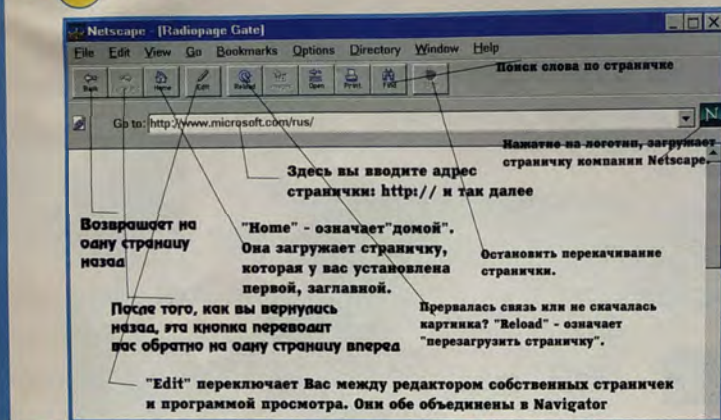 Netscape - [Radiopage Gate]
File Edit View Go Bookmarks Options Directory Window Help
Back Home Edit Reload Open Print Find
Поиск слова по страничке
Go to: http://www.microsoft.com/rus/
N
Нажатие на логотип, загружает
страничку компании Netscape.
Здесь вы вводите адрес
странички: http:// и так далее
Возвращает на
одну страницу
назад
"Home" - означает"домой".
Она загружает страничку,
которая у вас установлена
первой, заглавной.
Остановить перекачивание
странички.
После того, как вы вернулись
назад, эта кнопка переводит
вас обратно на одну страницу вперед
Прервалась связь или не скачалась
картинка? "Reload" - означает
"перезагрузить страничку".
"Edit" переключает Вас между редактором собственных страничек
и программой просмотра. Они обе объединены в Navigator